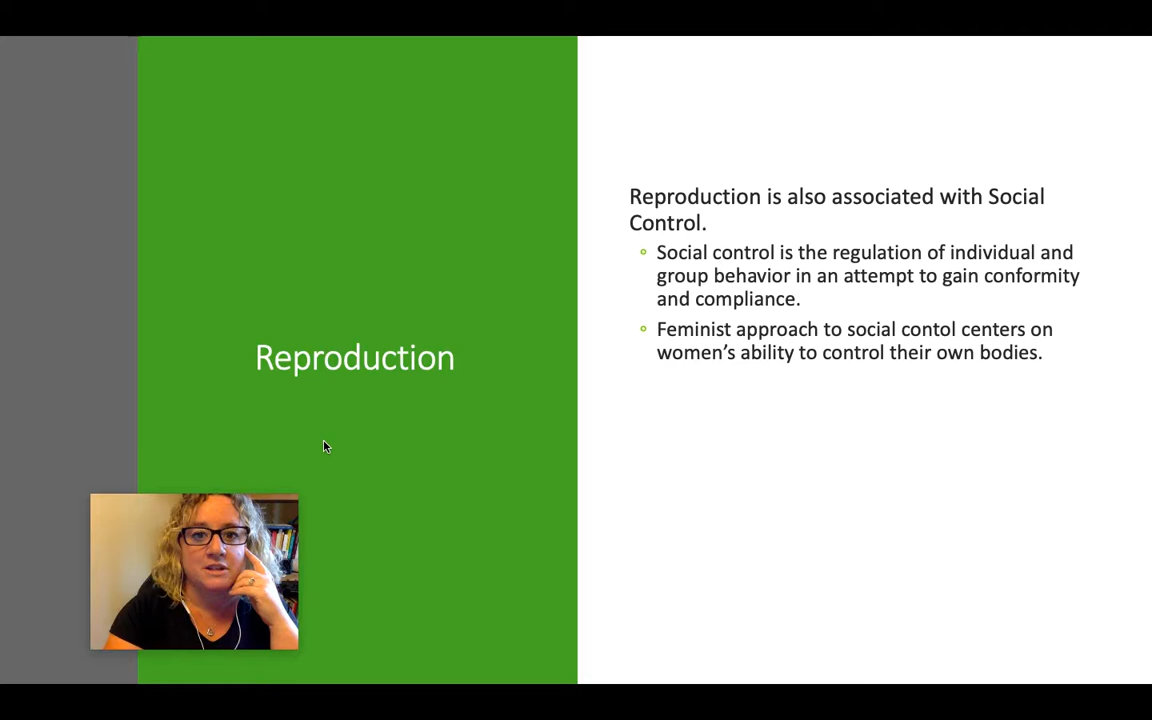 Reproduction
Reproduction is also associated with Social
Control.
Social control is the regulation of individual and
group behavior in an attempt to gain conformity
and compliance.
Feminist approach to social contol centers on
women’s ability to control their own bodies.